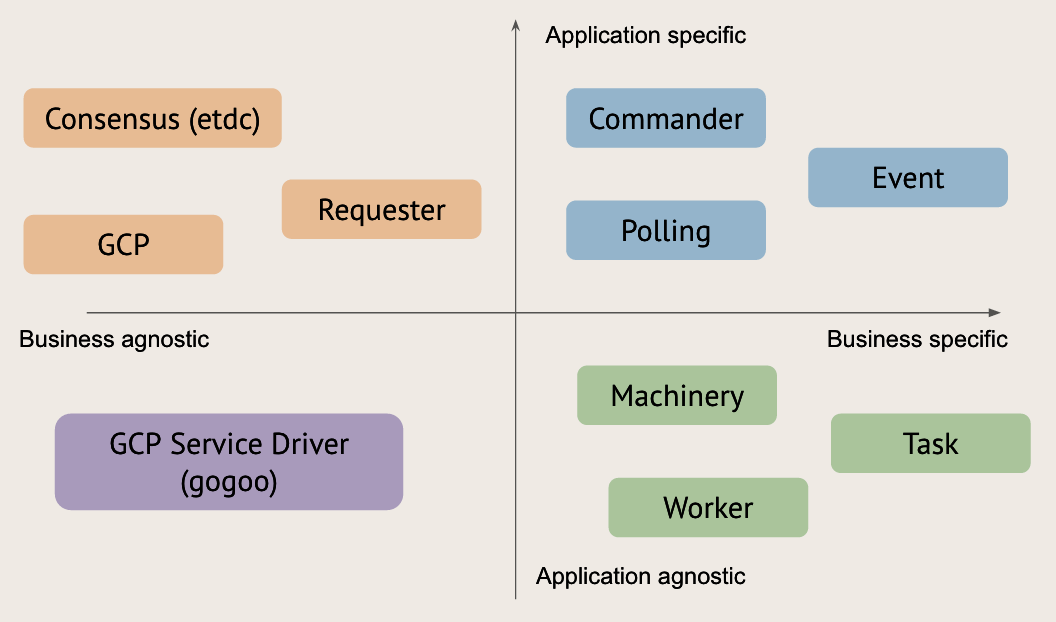 Application specific
Consensus (etdc)
Commander
Event
Requester
Polling
GCP
Business agnostic
Business specific
Machinery
GCP Service Driver
(gogoo)
Task
Worker
Application agnostic